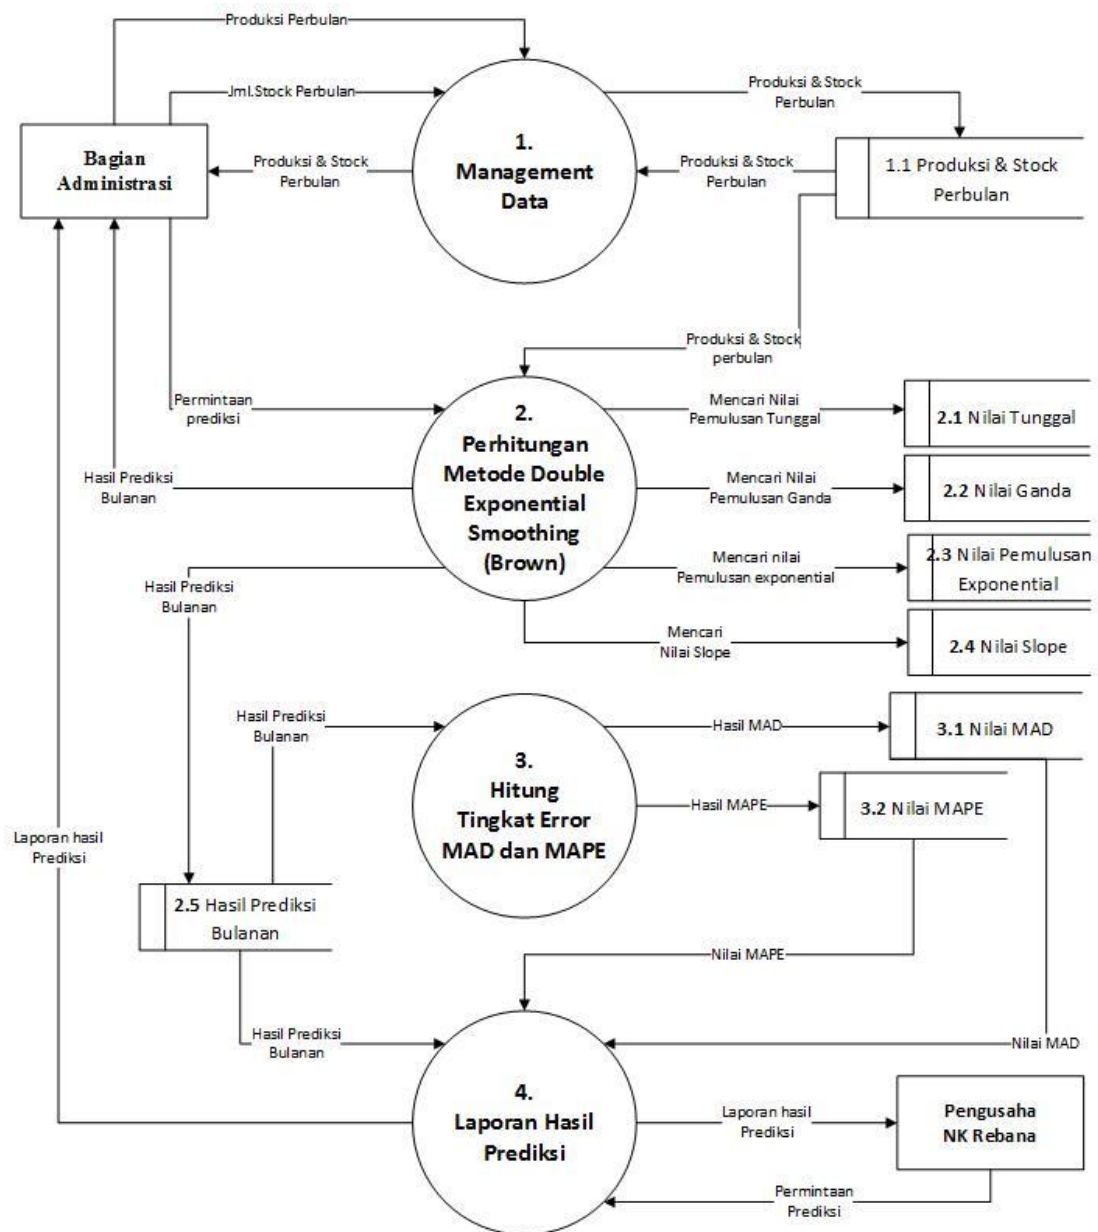 Produksi Perbulan
Jml.Stock Perbulan
Produksi & Stock
Perbulan
Bagian
Administrasi
Produksi & Stock
Perbulan
1.
Management
Data
Produksi & Stock
Perbulan
1.1 Produksi & Stock
Perbulan
Produksi & Stock
perbulan
Permintaan
prediksi
Hasil Prediksi
Bulanan
2.
Perhitungan
Metode Double
Exponential
Smoothing
(Brown)
Mencari Nilai
Pemulusan Tunggal
2.1 Nilai Tunggal
Mencari Nilai
Pemulusan Ganda
2.2 Nilai Ganda
Mencari nilai
Pemulusan exponential
2.3 Nilai Pemulusan
Exponential
Mencari
Nilai Slope
2.4 Nilai Slope
Hasil Prediksi
Bulanan
Hasil Prediksi
Bulanan
3.
Hitung
Tingkat Error
MAD dan MAPE
Hasil MAD
3.1 Nilai MAD
Hasil MAPE
3.2 Nilai MAPE
Laporan hasil
Prediksi
2.5 Hasil Prediksi
Bulanan
Nilai MAPE
Hasil Prediksi
Bulanan
Nilai MAD
4.
Laporan Hasil
Prediksi
Laporan hasil
Prediksi
Pengusaha
NK Rebana
Permintaan
Prediksi